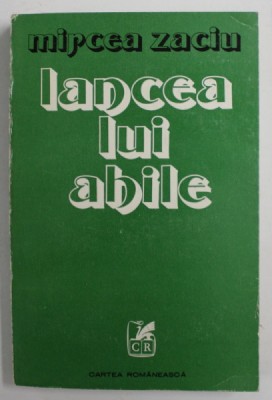 mircea zaciu
lancea
lui
ahile
CR
CARTEA ROMÂNEASCĂ